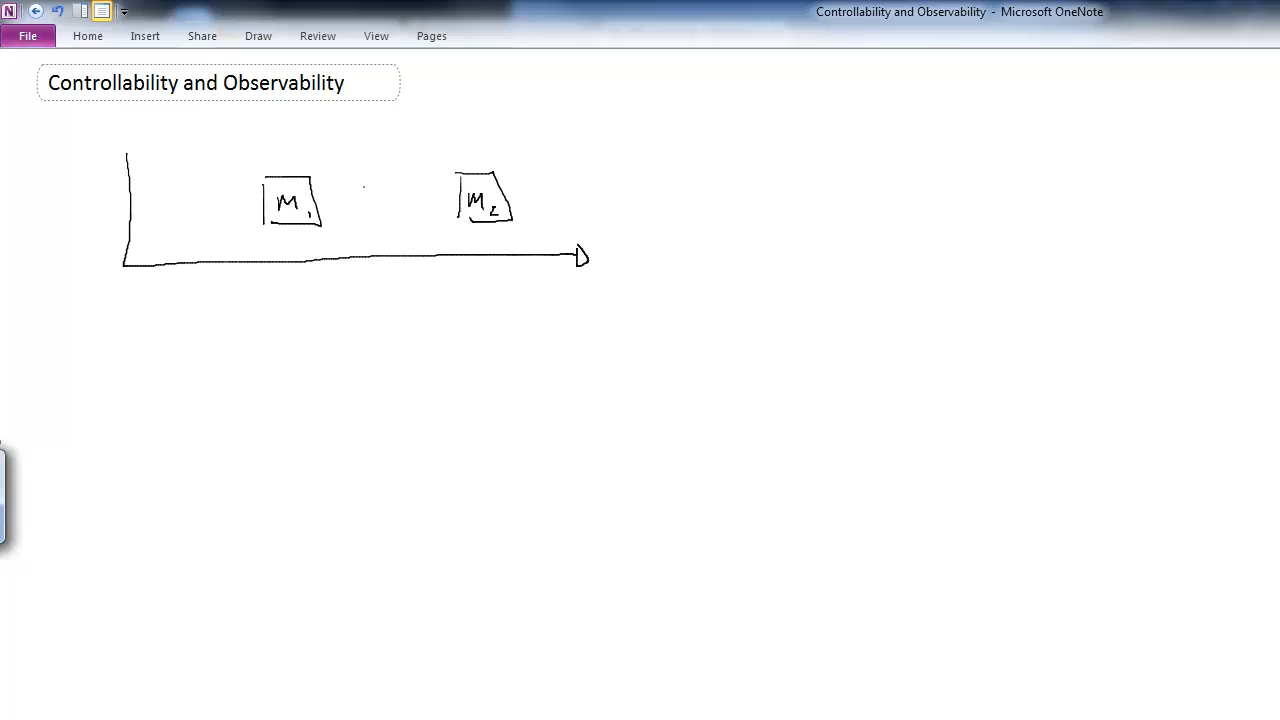 Controllability and Observability - Microsoft OneNote
File Home Insert Share Draw Review View Pages
Controllability and Observability
M1 M2